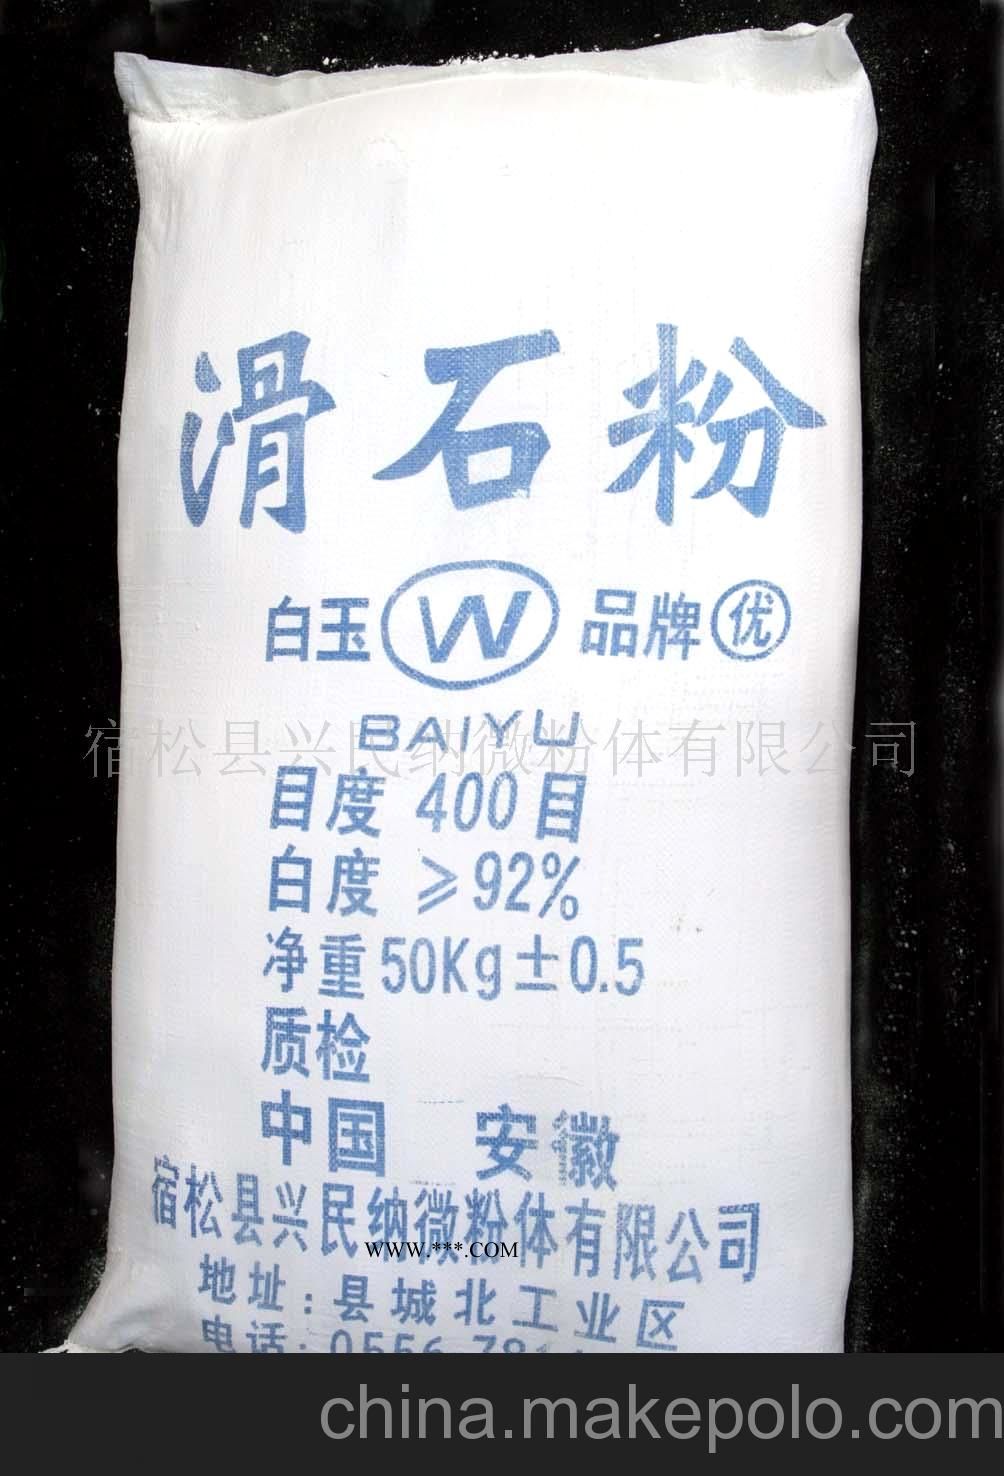 滑石粉
白玉 W 品牌 优
BAIYU
宿松县兴民纳微粉体有限公司
目度 400目
白度 ≥92%
净重50Kg±0.5
质检
中国 安徽
宿松县兴民纳微粉体有限公司
WWW.***.COM
地址:县城北工业区
电话:0556
china.makepolo.com